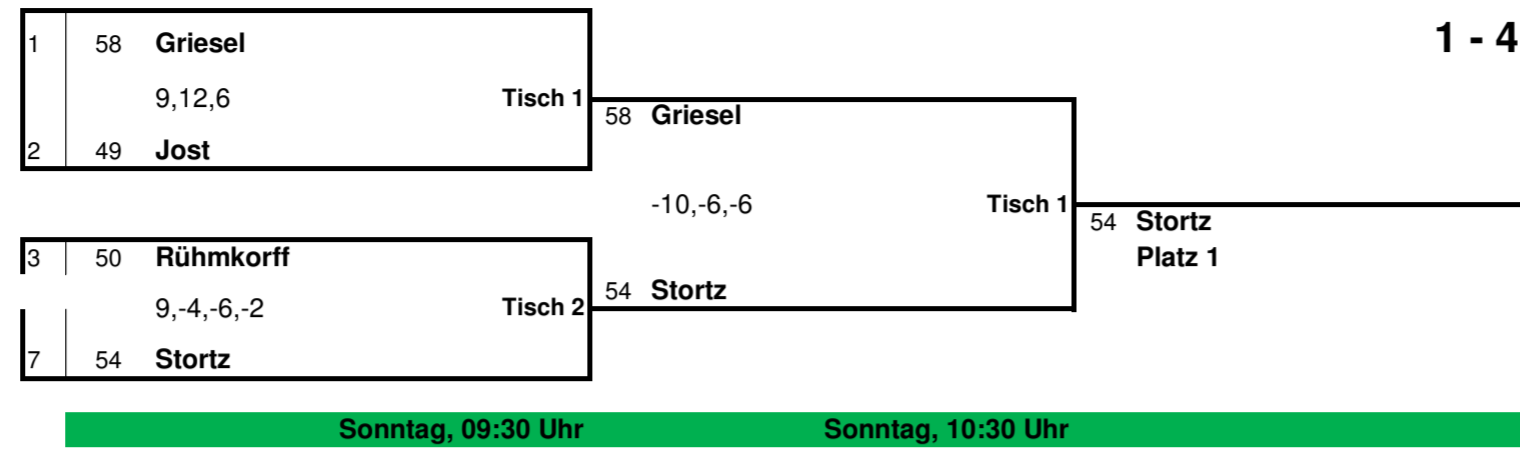 1 - 4
1 58 Griesel
9,12,6 Tisch 1
58 Griesel
2 49 Jost
-10,-6,-6 Tisch 1
54 Stortz
Platz 1
3 50 Rühmkorff
54 Stortz
9,-4,-6,-2 Tisch 2
7 54 Stortz
Sonntag, 09:30 Uhr Sonntag, 10:30 Uhr